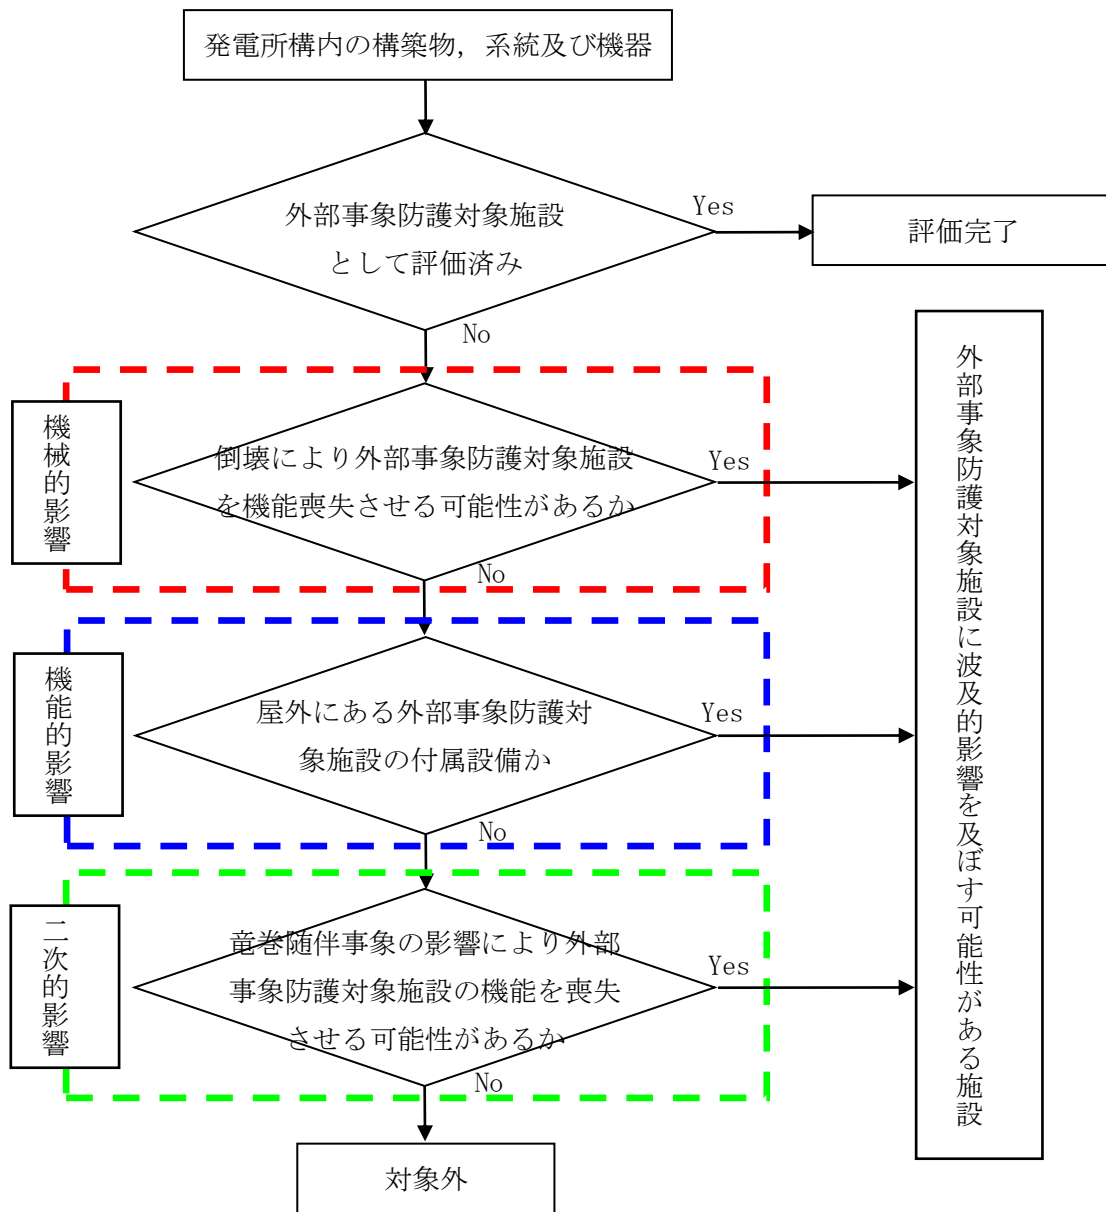 発電所構内の構築物，系統及び機器
外部事象防護対象施設
として評価済み
Yes
評価完了
No
機械的影響
倒壊により外部事象防護対象施設
を機能喪失させる可能性があるか
Yes
No
機能的影響
屋外にある外部事象防護対
象施設の付属設備か
Yes
No
二次的影響
竜巻随伴事象の影響により外部
事象防護対象施設の機能を喪失
させる可能性があるか
Yes
No
外部事象防護対象施設に波及的影響を及ぼす可能性がある施設
対象外